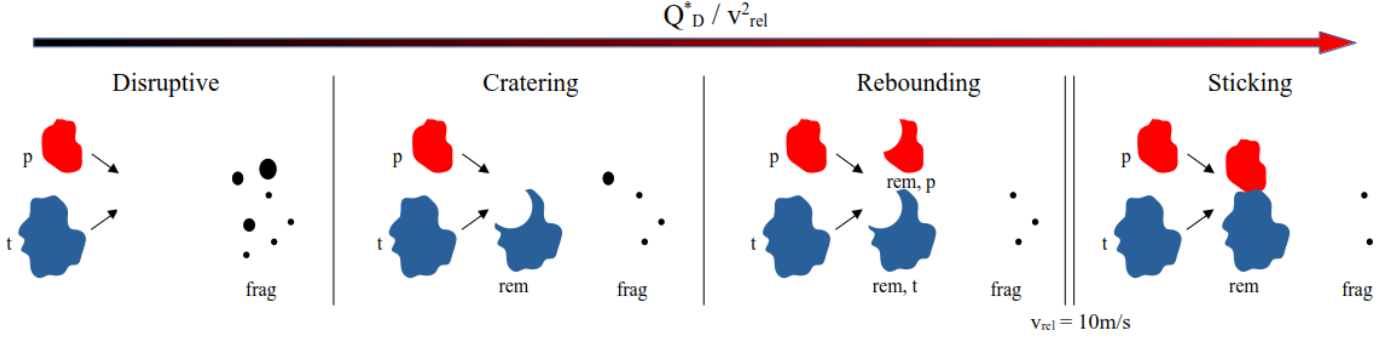 Q*D / v²rel
Disruptive
Cratering
Rebounding
Sticking
p
t
frag
p
t
rem
frag
p
t
rem, p
rem, t
frag
p
t
rem
frag
vrel = 10m/s